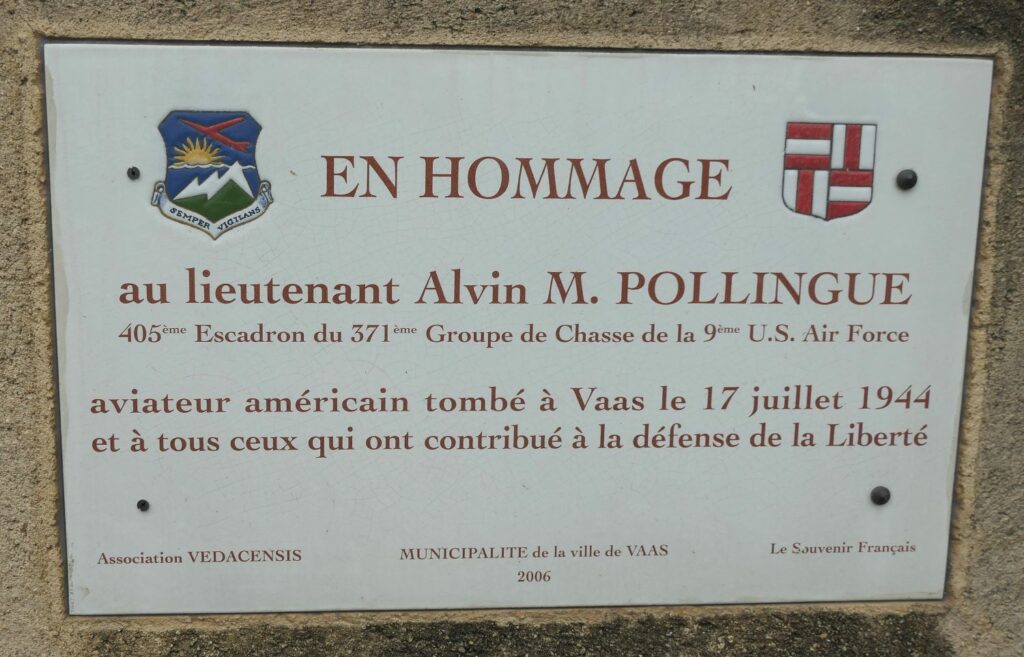 SEMPER VIGILANS
EN HOMMAGE
au lieutenant Alvin M. POLLINGUE
405ème Escadron du 371ème Groupe de Chasse de la 9ème U.S. Air Force
aviateur américain tombé à Vaas le 17 juillet 1944
et à tous ceux qui ont contribué à la défense de la Liberté
Association VEDACENSIS
MUNICIPALITE de la ville de VAAS
2006
Le Souvenir Français